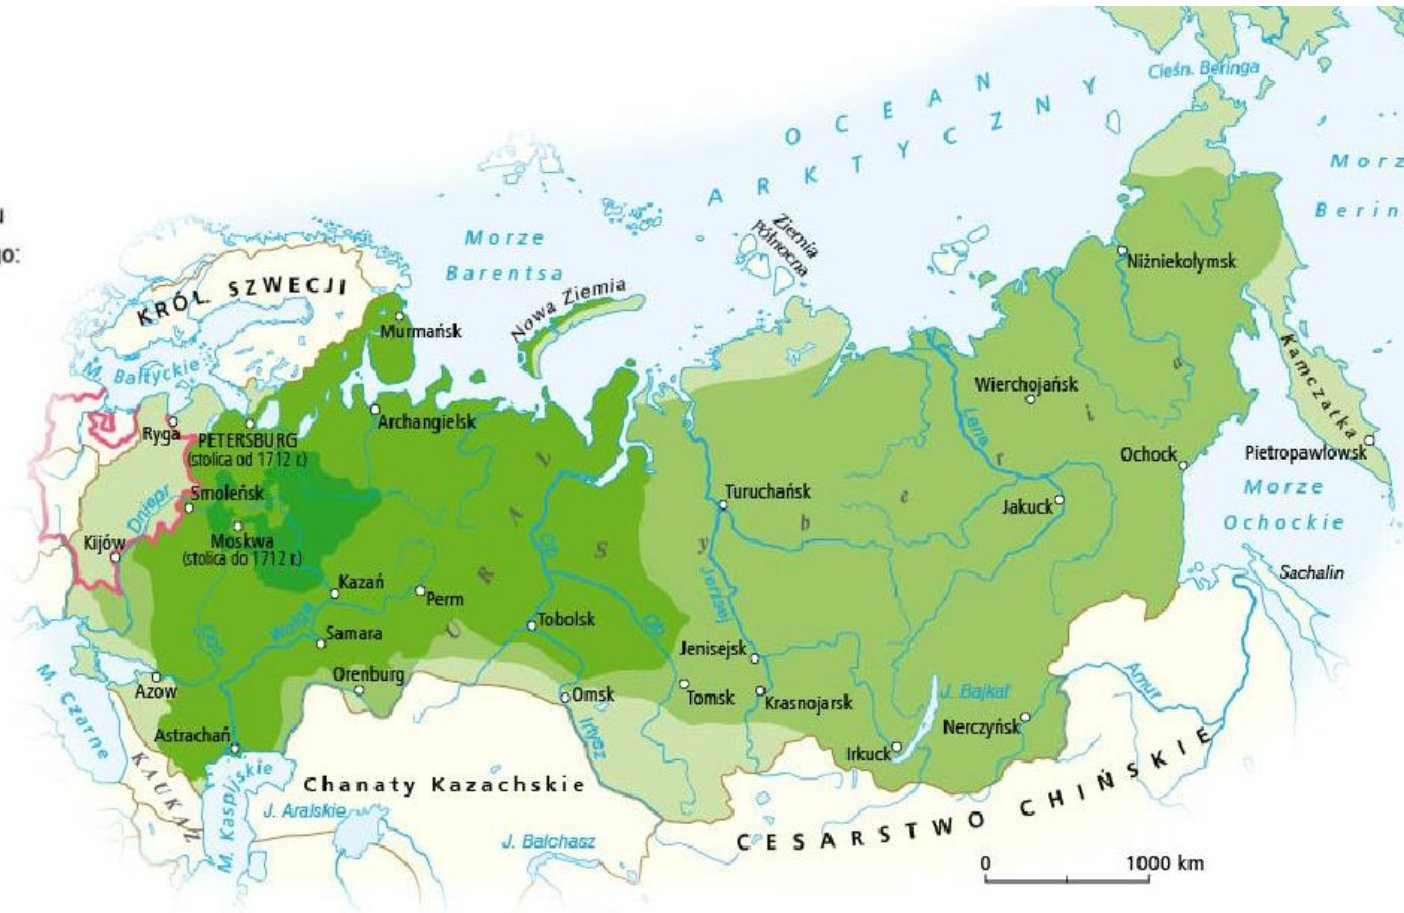 go:
Cieśn. Beringa
OCEAN
ARKTYCZNY
Morze
Barentsa
Ziemia
Północna
Nowa Ziemia
KRÓL. SZWECJI
Murmańsk
M. Bałtyckie
Niżniekołymsk
Kamczatka
Wierchojańsk
Lena
Archangielsk
Ryga
PETERSBURG
(stolica od 1712 r.)
Ochock
Pietropawłowsk
Morze
Ochockie
Sachalin
Turuchańsk
Jakuck
Syberia
Smoleńsk
Dniepr
Moskwa
(stolica do 1712 r.)
Kijów
URAL
Ob
Jenisej
Kazań
Perm
Wołga
Don
Samara
Tobolsk
Ob
Jenisejsk
Orenburg
Omsk
Tomsk
Krasnojarsk
J. Bajkał
Amur
Azow
M. Czarne
Nerczyńsk
Irtysz
Irkuck
Astrachań
KAUKAZ
M. Kaspijskie
Chanaty Kazachskie
J. Aralskie
J. Bałchasz
CESARSTWO CHIŃSKIE
0 1000 km